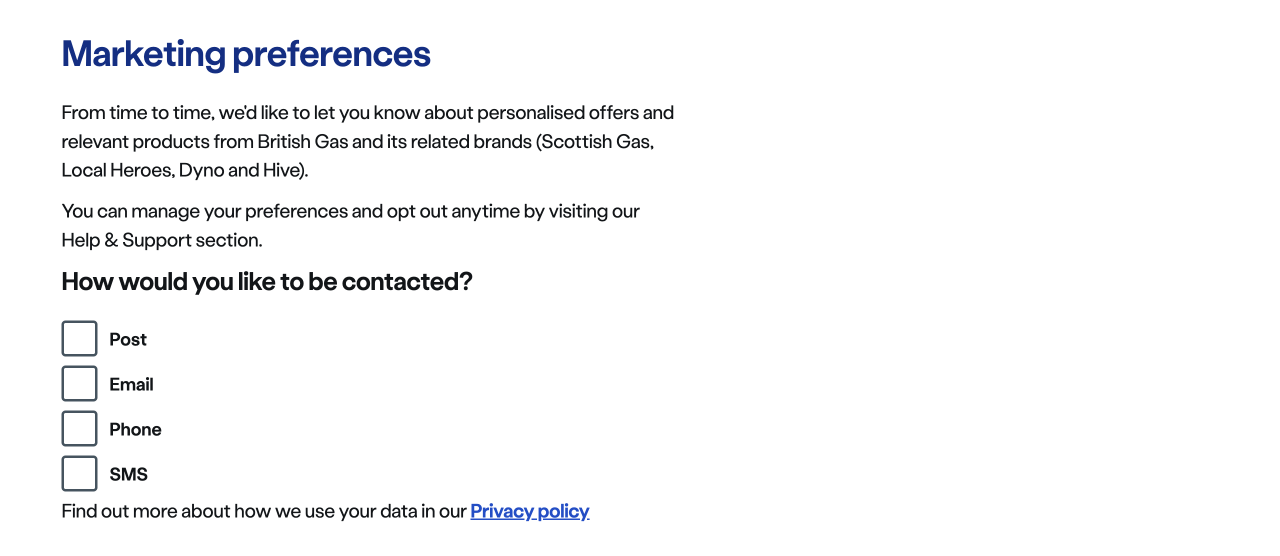 Marketing preferences
From time to time, we'd like to let you know about personalised offers and
relevant products from British Gas and its related brands (Scottish Gas,
Local Heroes, Dyno and Hive).
You can manage your preferences and opt out anytime by visiting our
Help & Support section.
How would you like to be contacted?
Post
Email
Phone
SMS
Find out more about how we use your data in our Privacy policy